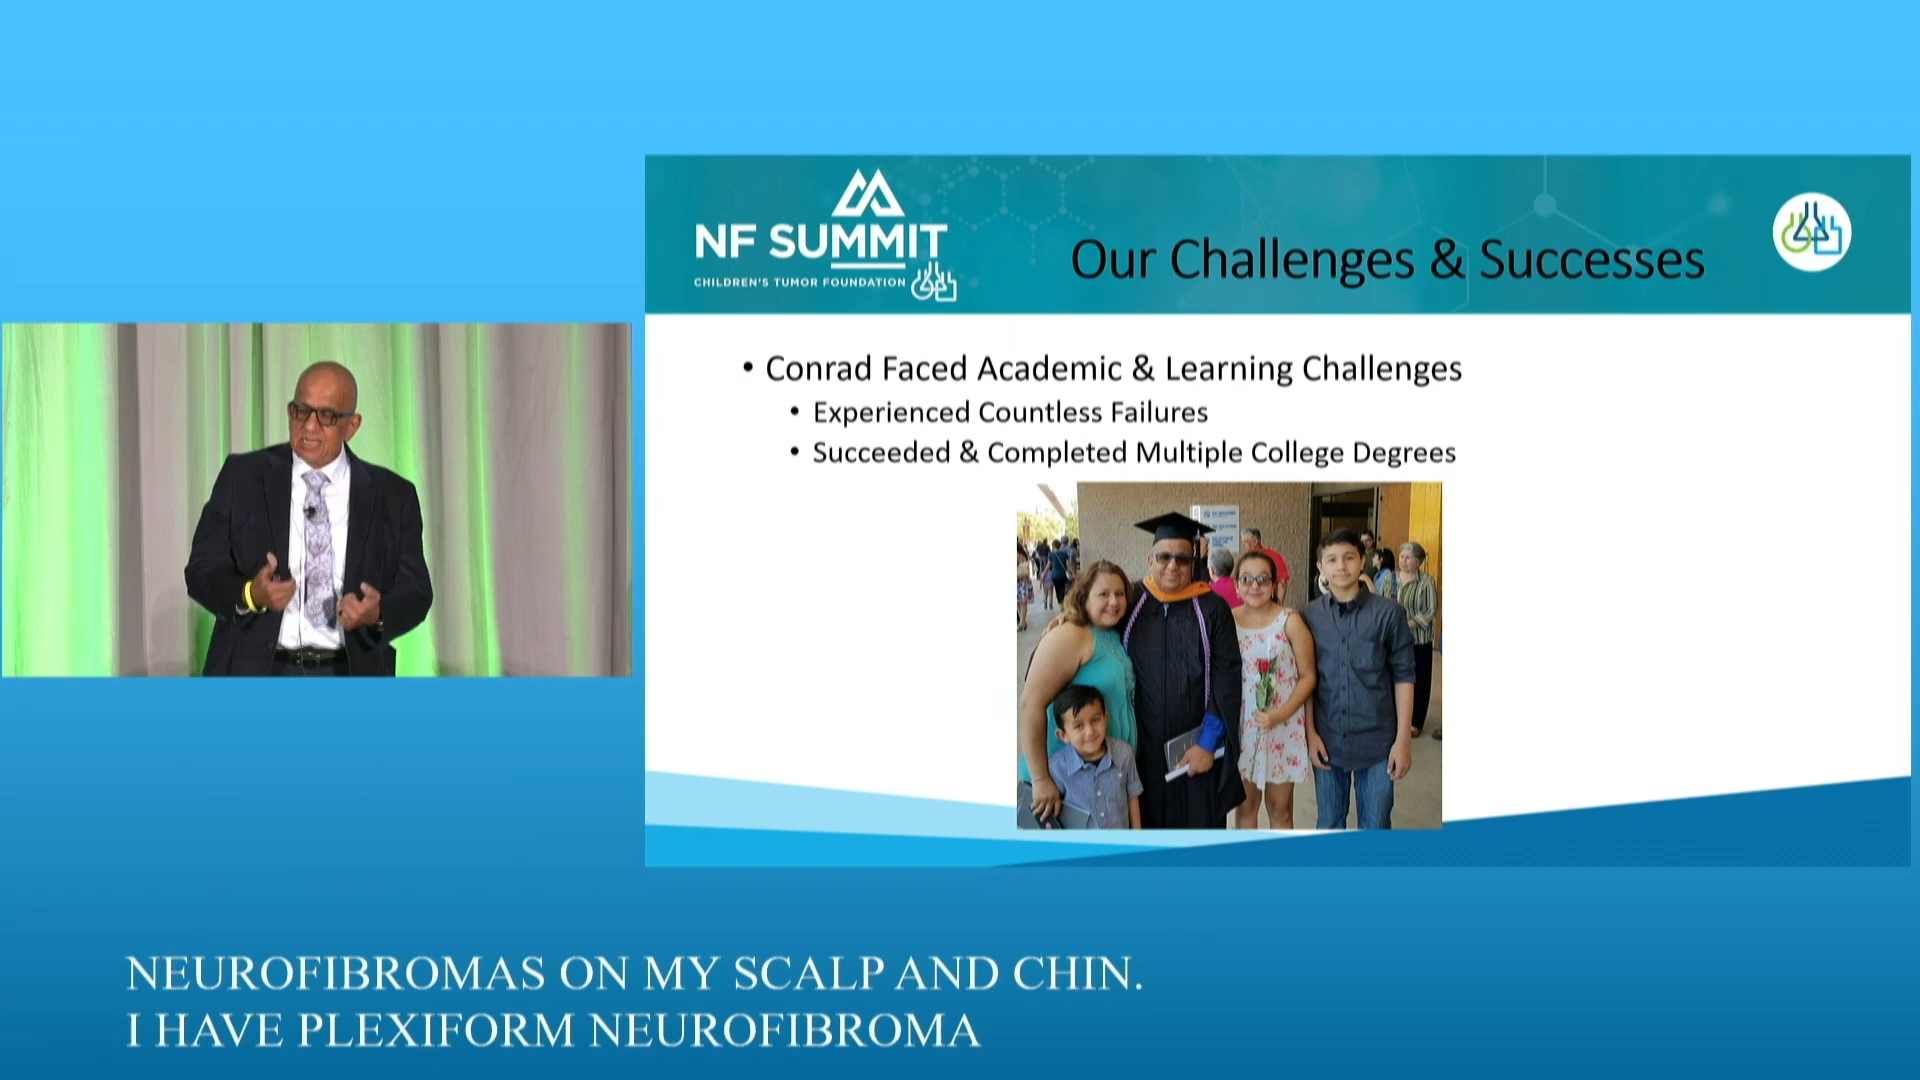 NF SUMMIT
CHILDREN'S TUMOR FOUNDATION
Our Challenges & Successes
• Conrad Faced Academic & Learning Challenges
• Experienced Countless Failures
• Succeeded & Completed Multiple College Degrees
NEUROFIBROMAS ON MY SCALP AND CHIN.
I HAVE PLEXIFORM NEUROFIBROMA